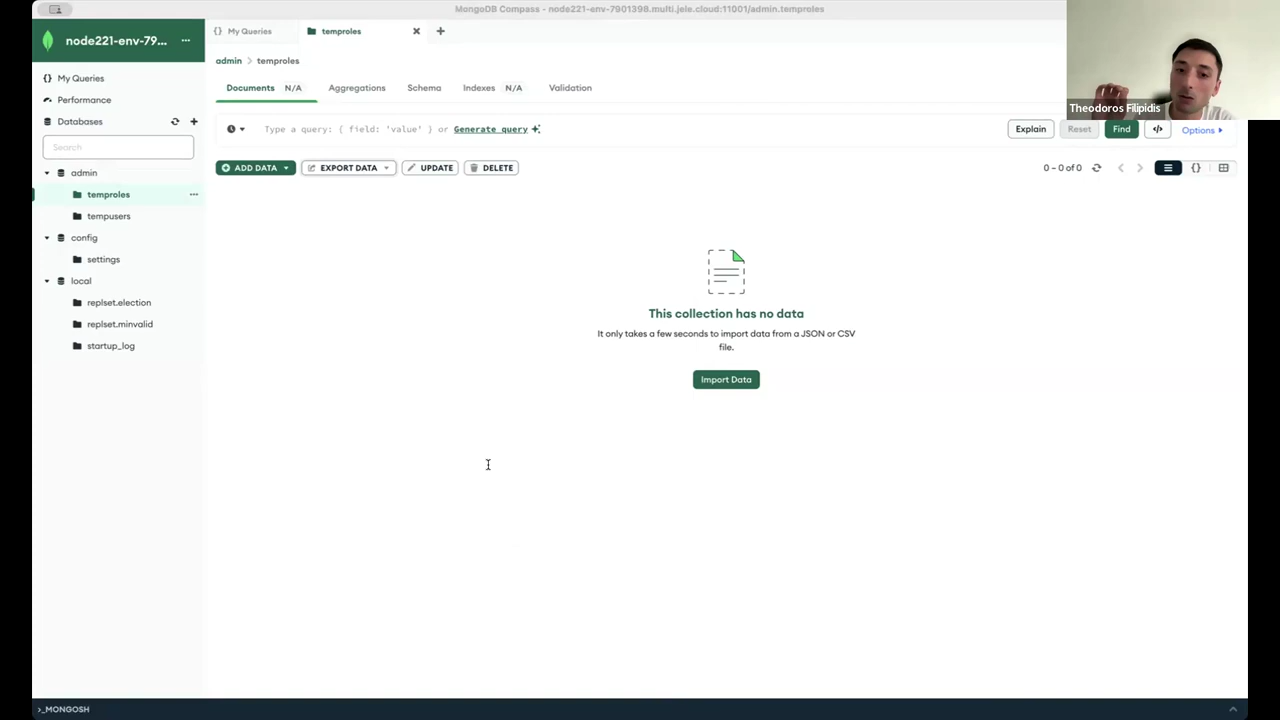 MongoDB Compass - node221-env-7901398.multi.jele.cloud:11001/admin.temproles
node221-env-79... ...
{} My Queries
temproles
admin > temproles
Theodoros Filipidis
Documents N/A
Aggregations
Schema
Indexes N/A
Validation
Type a query: { field: 'value' } or Generate query
Explain
Reset
Find
</>
Options
ADD DATA
EXPORT DATA
UPDATE
DELETE
0 – 0 of 0
{}
{} My Queries
Performance
Databases
Search
admin
temproles ...
tempusers
config
settings
local
replset.election
replset.minvalid
startup_log
This collection has no data
It only takes a few seconds to import data from a JSON or CSV
file.
Import Data
>_MONGOSH